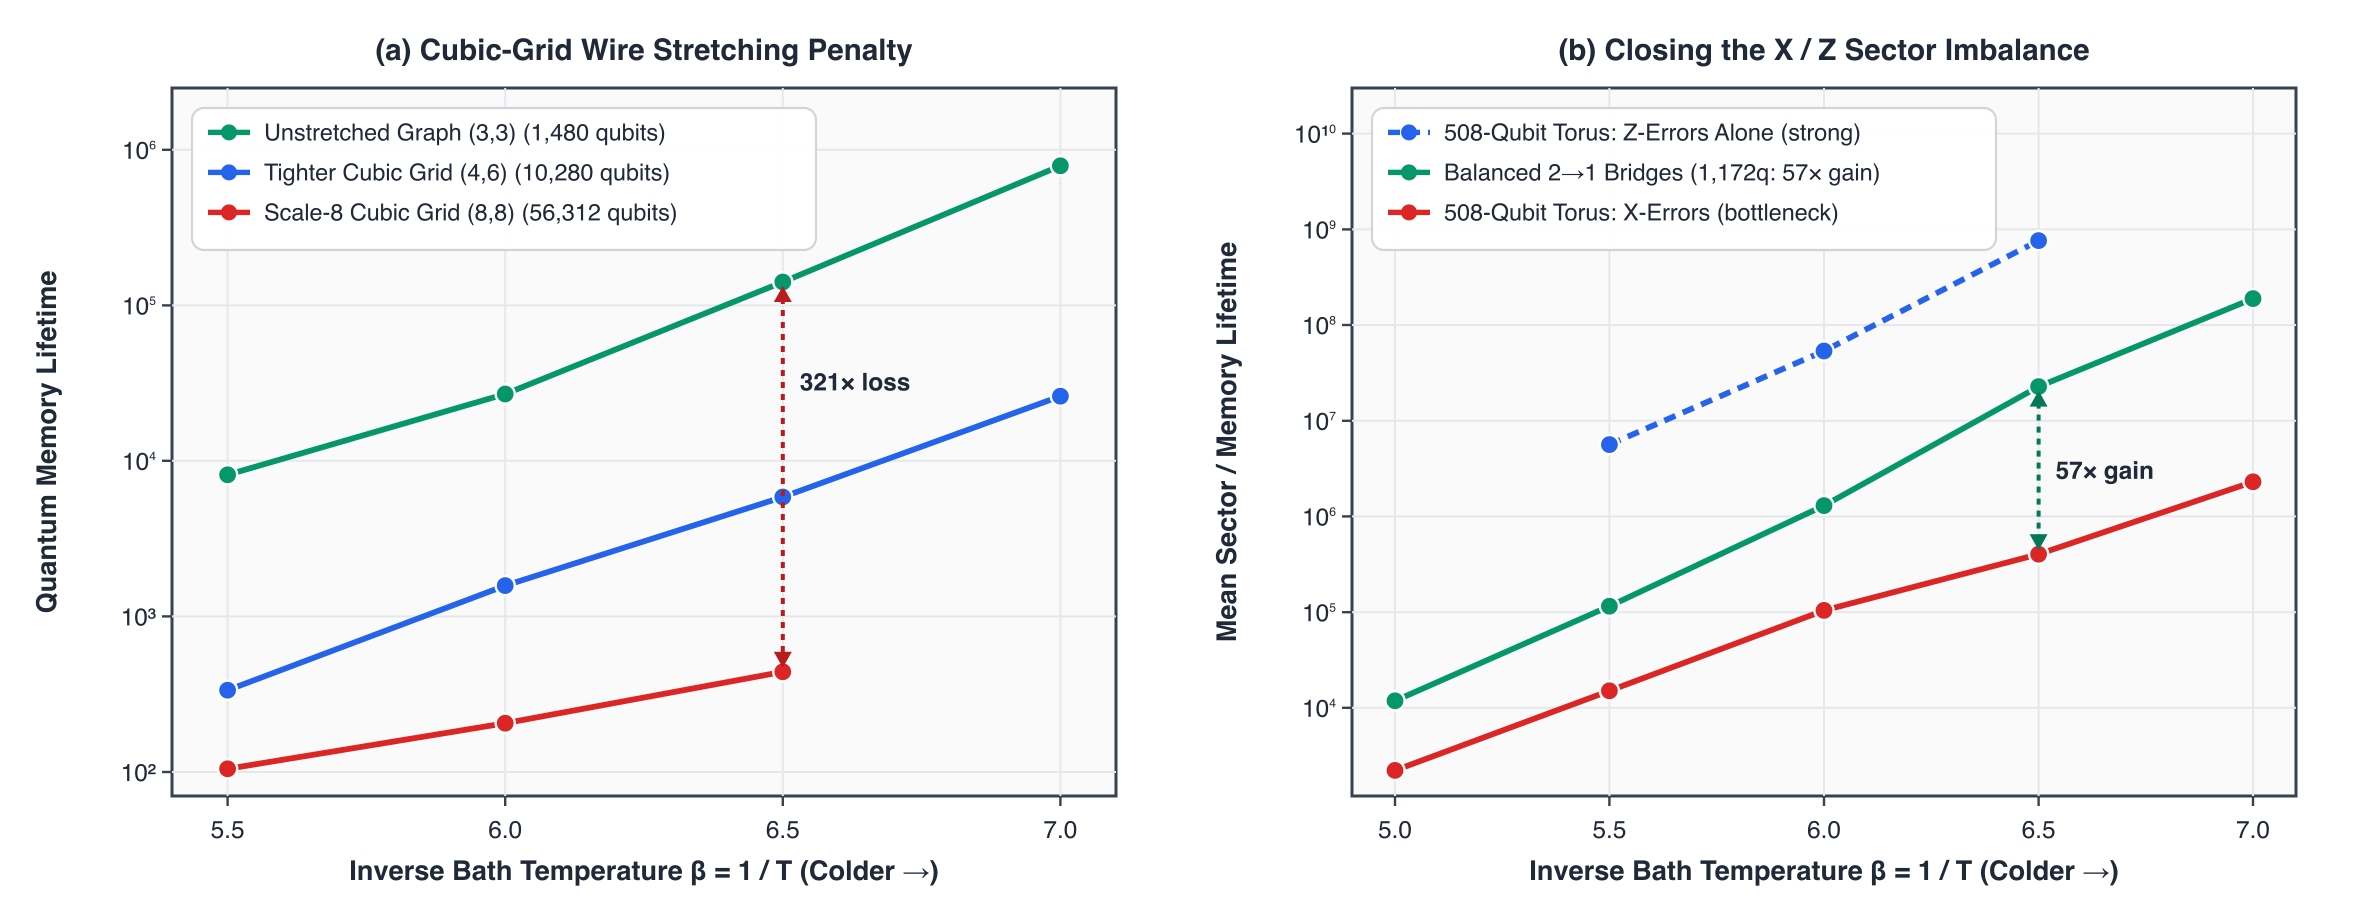 (a) Cubic-Grid Wire Stretching Penalty
Unstretched Graph (3,3) (1,480 qubits)
Tighter Cubic Grid (4,6) (10,280 qubits)
Scale-8 Cubic Grid (8,8) (56,312 qubits)
Quantum Memory Lifetime
10⁶
10⁵
10⁴
10³
10²
321× loss
5.5 6.0 6.5 7.0
Inverse Bath Temperature β = 1 / T (Colder →)
(b) Closing the X / Z Sector Imbalance
508-Qubit Torus: Z-Errors Alone (strong)
Balanced 2→1 Bridges (1,172q: 57× gain)
508-Qubit Torus: X-Errors (bottleneck)
Mean Sector / Memory Lifetime
10¹⁰
10⁹
10⁸
10⁷
10⁶
10⁵
10⁴
57× gain
5.0 5.5 6.0 6.5 7.0
Inverse Bath Temperature β = 1 / T (Colder →)